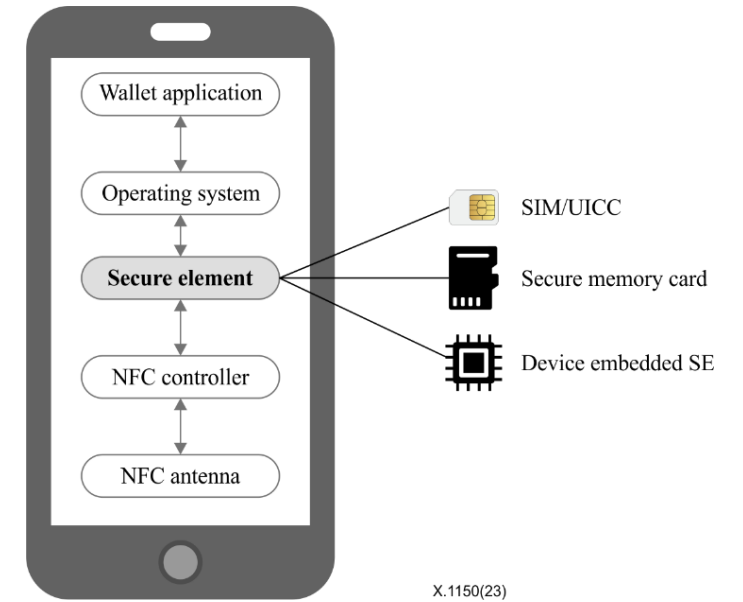 Wallet application
Operating system
Secure element
NFC controller
NFC antenna
SIM/UICC
Secure memory card
Device embedded SE
X.1150(23)